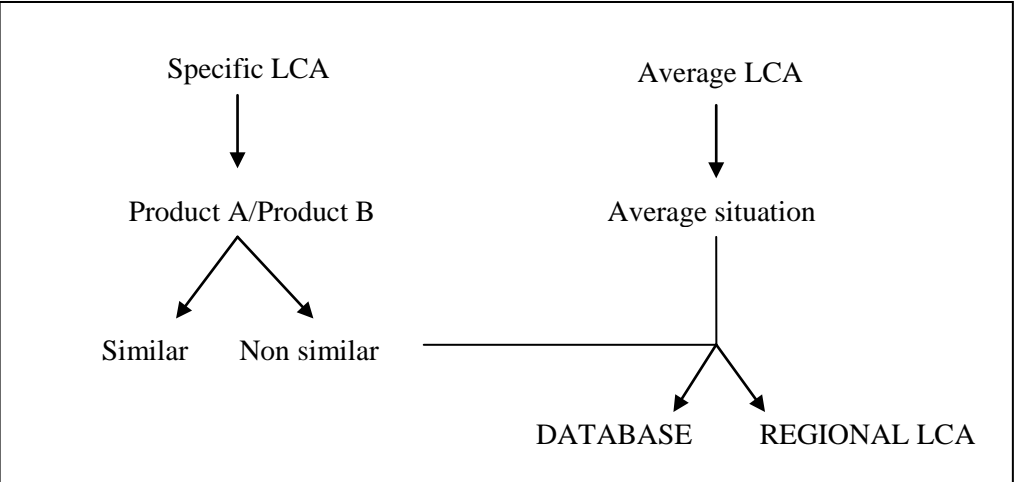 Specific LCA
Average LCA
Product A/Product B
Average situation
Similar
Non similar
DATABASE
REGIONAL LCA